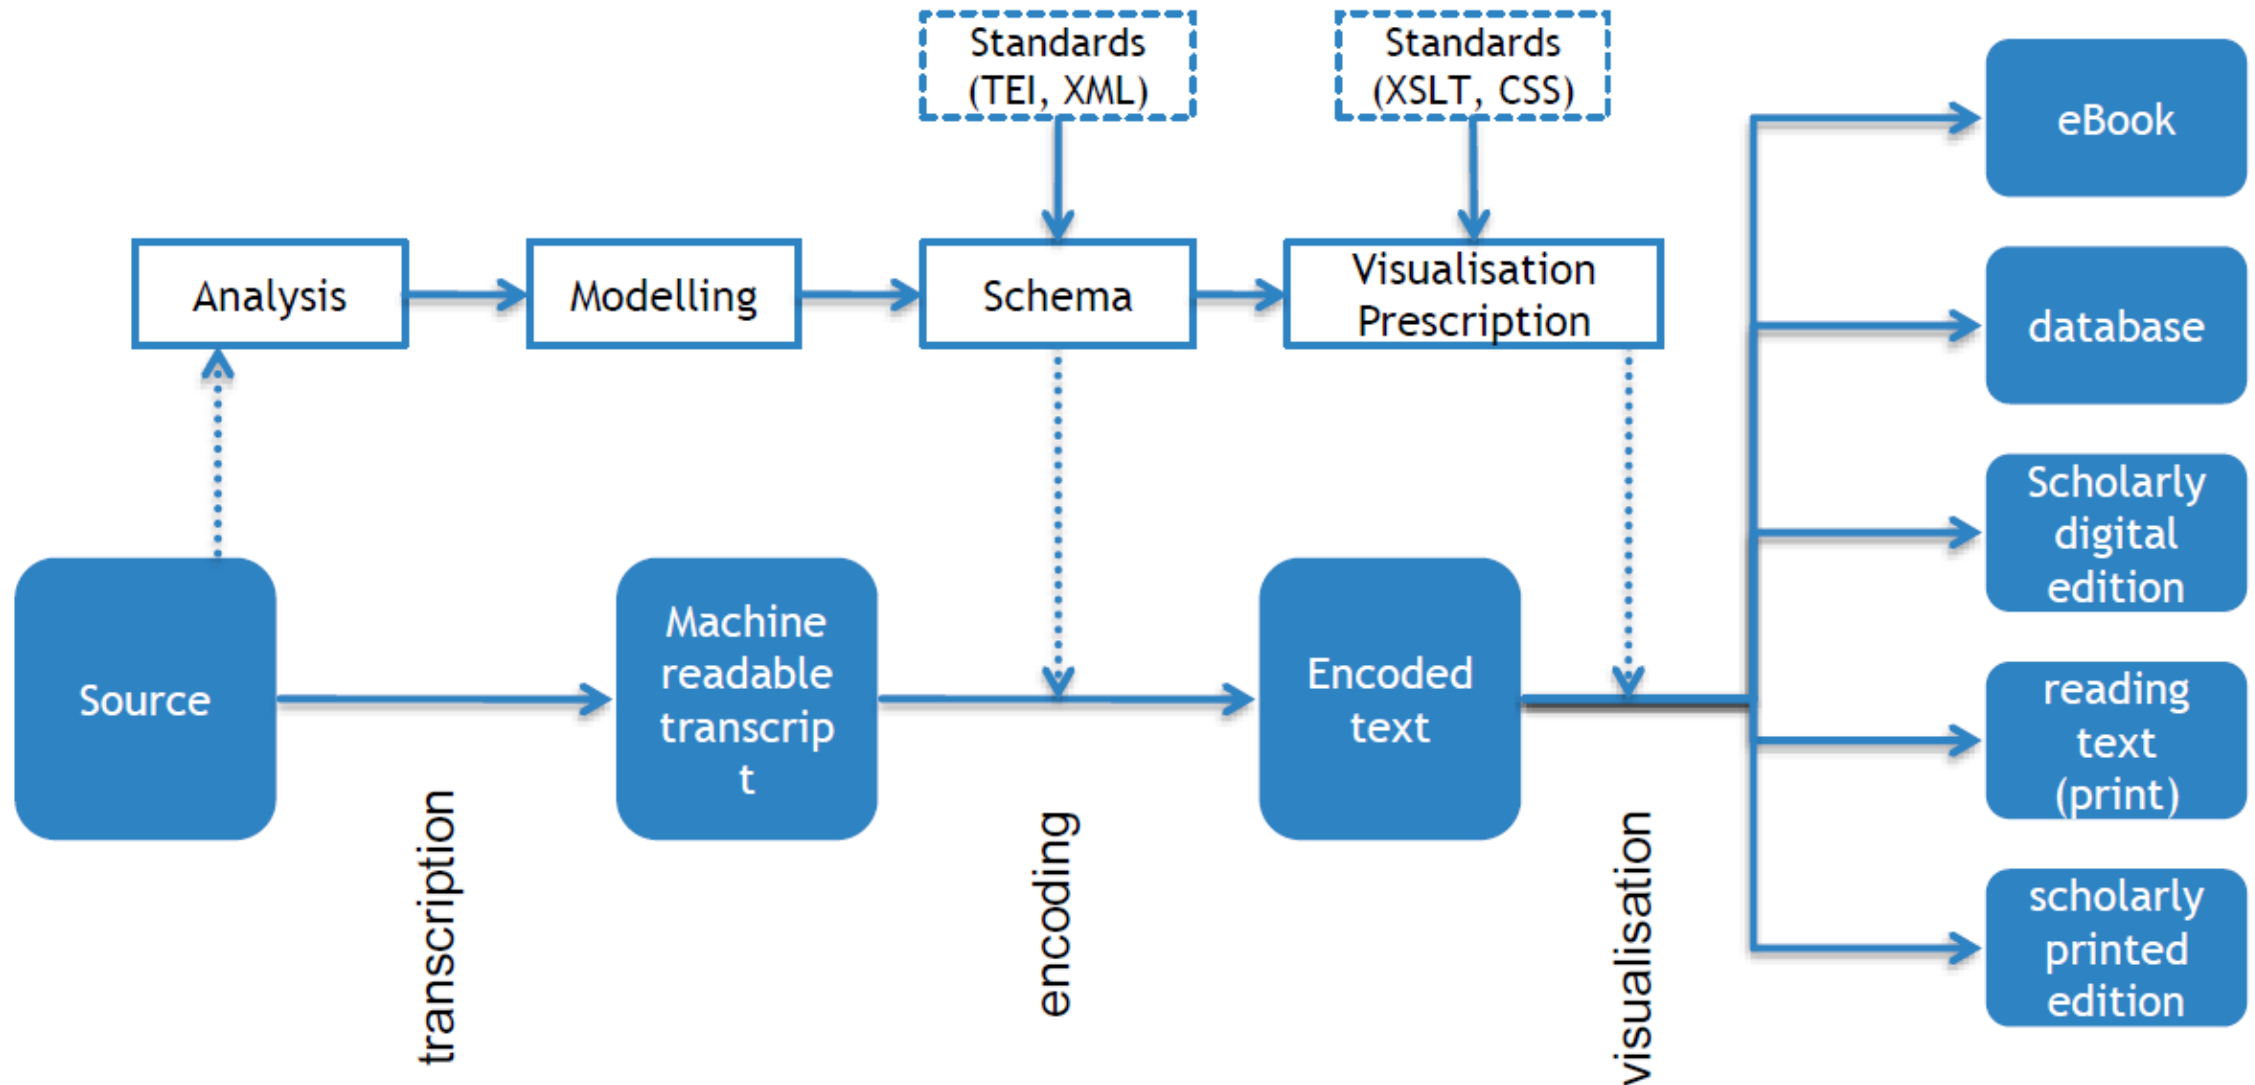 Standards
(TEI, XML)
Standards
(XSLT, CSS)
eBook
Analysis
Modelling
Schema
Visualisation
Prescription
database
Scholarly
digital
edition
Source
Machine
readable
transcrip
t
Encoded
text
reading
text
(print)
transcription
encoding
visualisation
scholarly
printed
edition